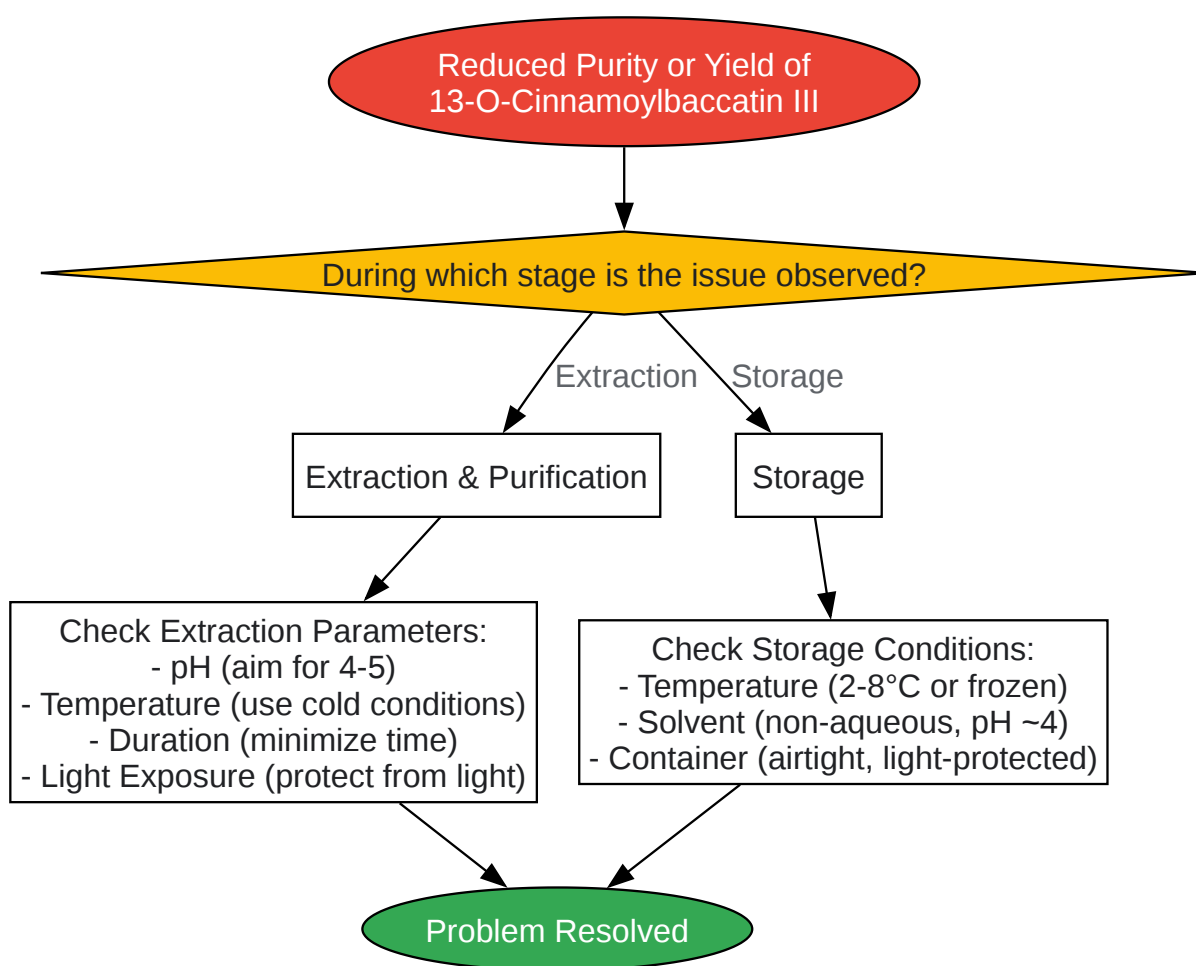 Reduced Purity or Yield of
13-O-Cinnamoylbaccatin III
During which stage is the issue observed?
Extraction
Storage
Extraction & Purification
Storage
Check Extraction Parameters:
- pH (aim for 4-5)
- Temperature (use cold conditions)
- Duration (minimize time)
- Light Exposure (protect from light)
Check Storage Conditions:
- Temperature (2-8°C or frozen)
- Solvent (non-aqueous, pH ~4)
- Container (airtight, light-protected)
Problem Resolved